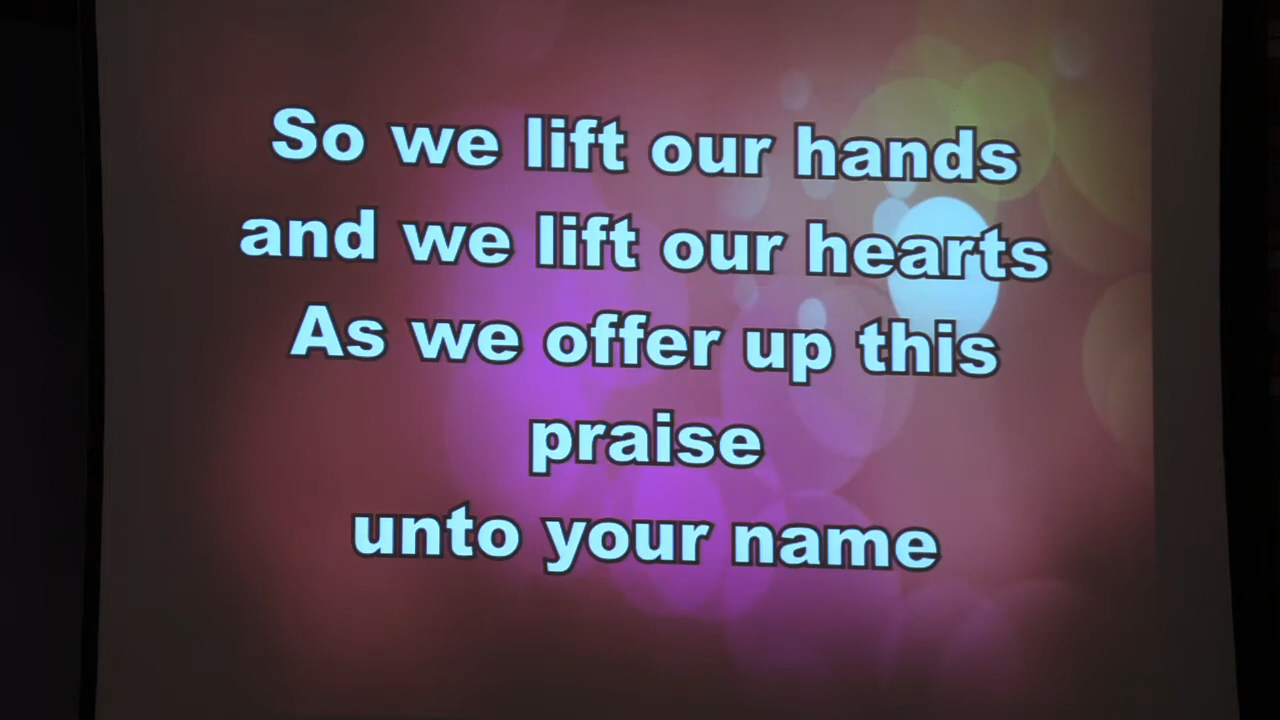 So we lift our hands
and we lift our hearts
As we offer up this
praise
unto your name